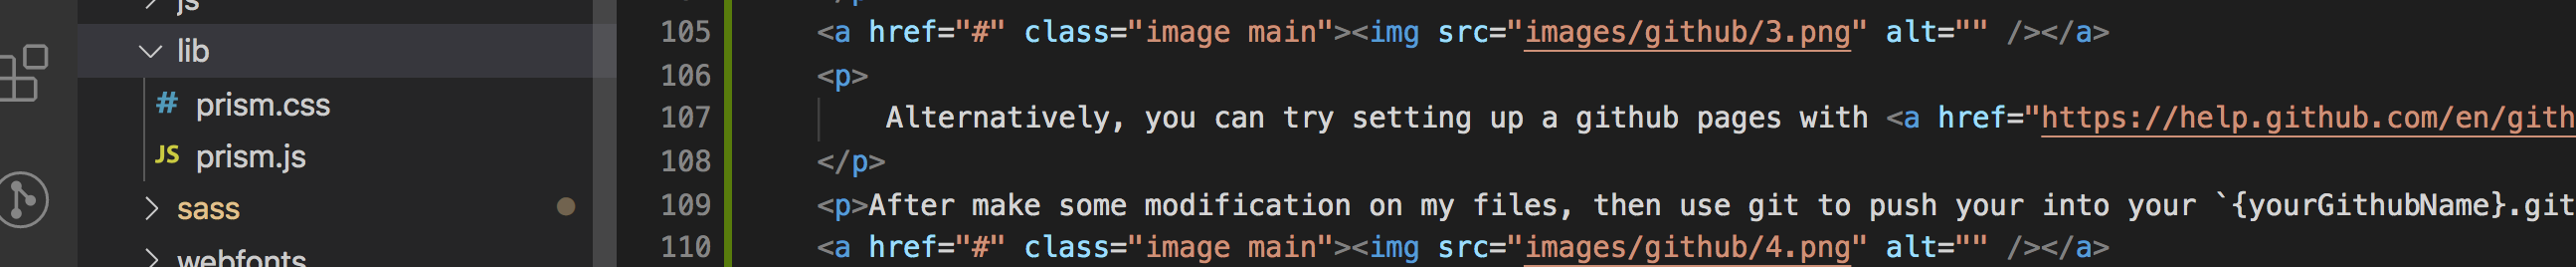 js
lib
# prism.css
JS prism.js
sass
webfonts
105 <a href="#" class="image main"><img src="images/github/3.png" alt="" /></a>
106 <p>
107 Alternatively, you can try setting up a github pages with <a href="https://help.github.com/en/gith
108 </p>
109 <p>After make some modification on my files, then use git to push your into your `{yourGithubName}.git
110 <a href="#" class="image main"><img src="images/github/4.png" alt="" /></a>